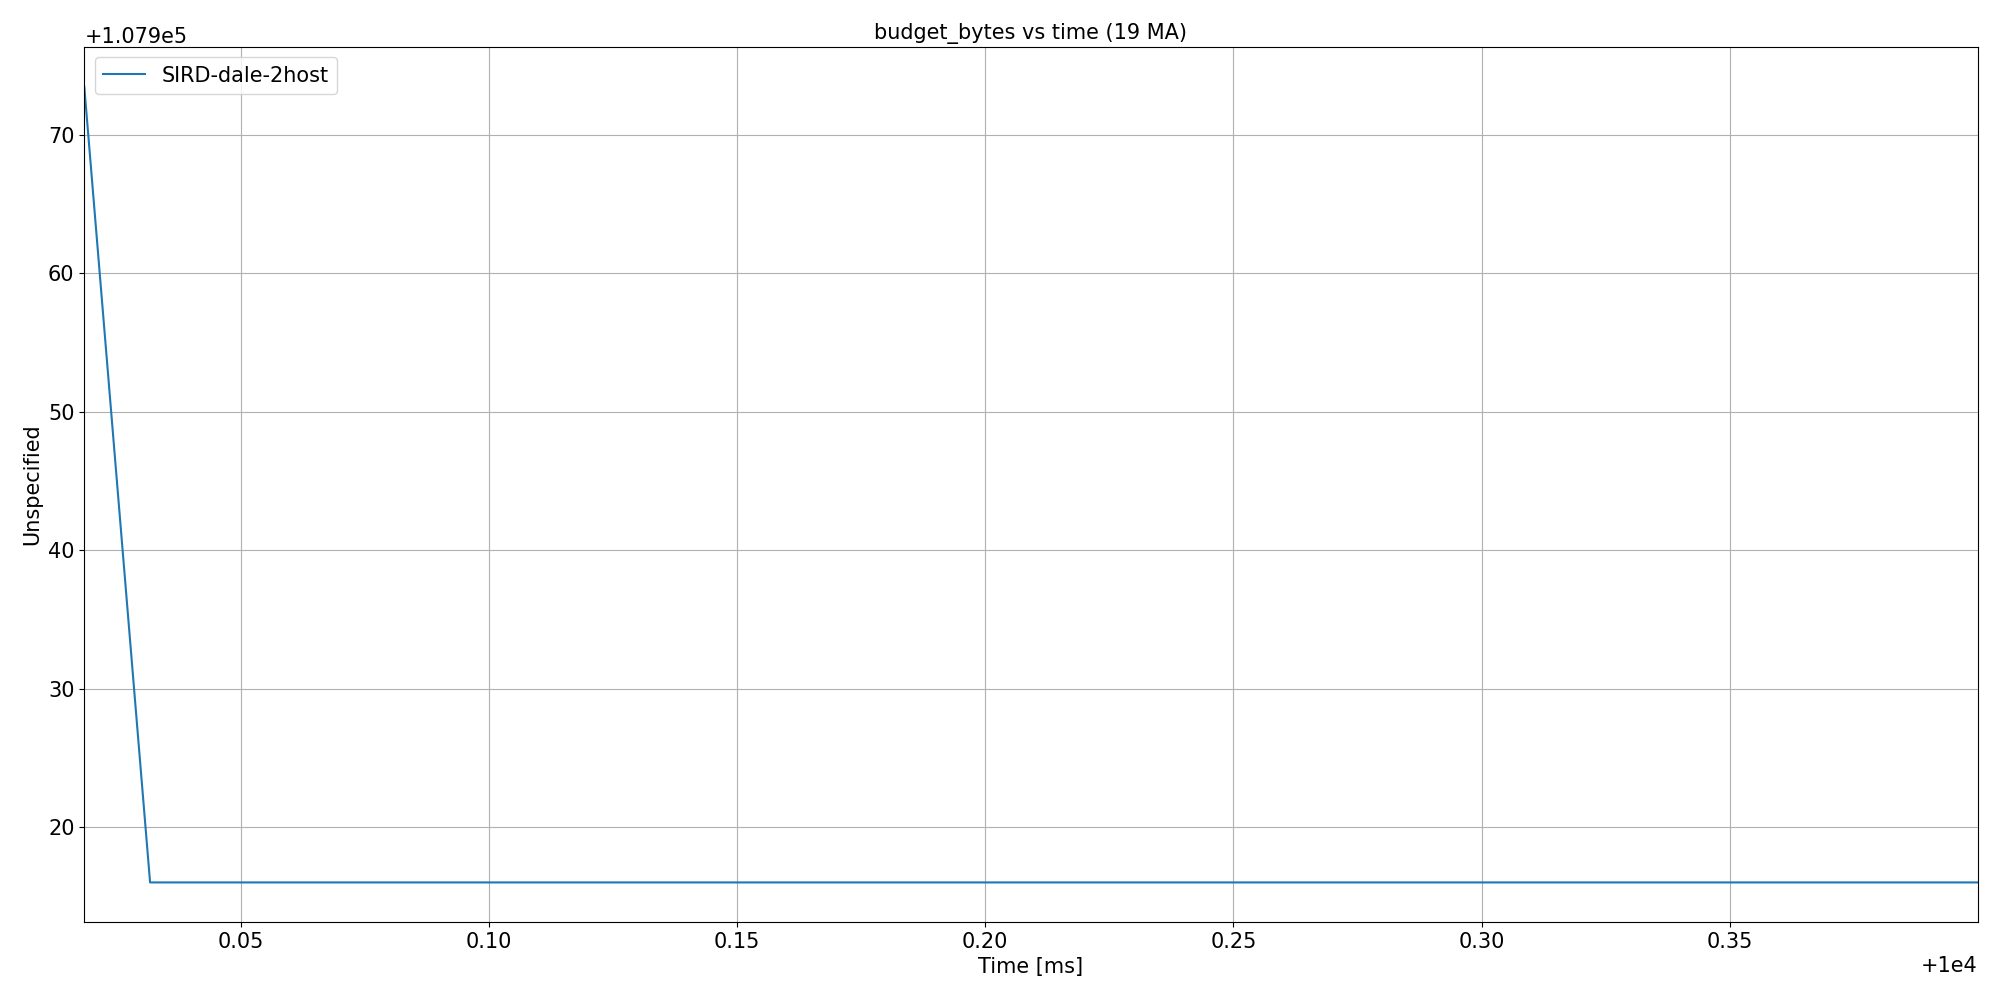 budget_bytes vs time (19 MA)
+1.079e5
SIRD-dale-2host
70
60
50
40
30
20
Unspecified
0.05 0.10 0.15 0.20 0.25 0.30 0.35
Time [ms]
+1e4